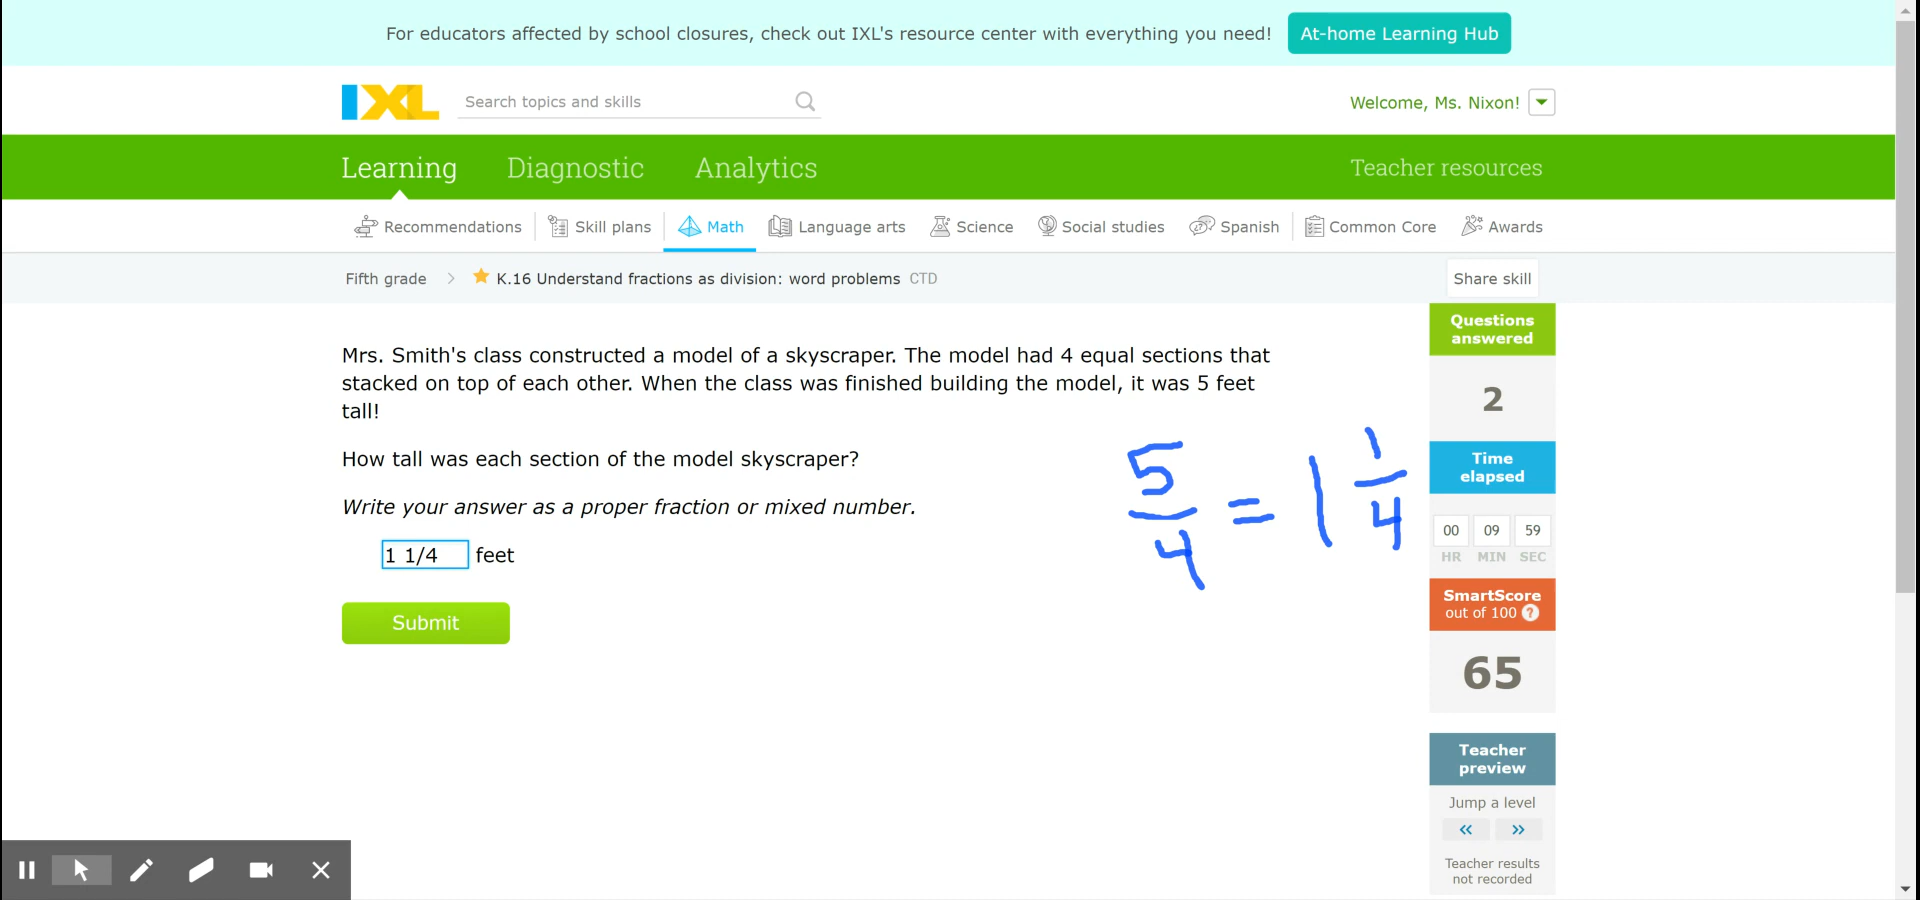 For educators affected by school closures, check out IXL's resource center with everything you need!
At-home Learning Hub
IXL
Search topics and skills
Welcome, Ms. Nixon!
Learning
Diagnostic
Analytics
Teacher resources
Recommendations
Skill plans
Math
Language arts
Science
Social studies
Spanish
Common Core
Awards
Fifth grade > K.16 Understand fractions as division: word problems CTD
Share skill
Mrs. Smith's class constructed a model of a skyscraper. The model had 4 equal sections that
stacked on top of each other. When the class was finished building the model, it was 5 feet
tall!
How tall was each section of the model skyscraper?
Write your answer as a proper fraction or mixed number.
1 1/4 feet
Submit
5/4 = 1 1/4
Questions
answered
2
Time
elapsed
00 09 59
HR MIN SEC
SmartScore
out of 100 ?
65
Teacher
preview
Jump a level
« »
Teacher results
not recorded